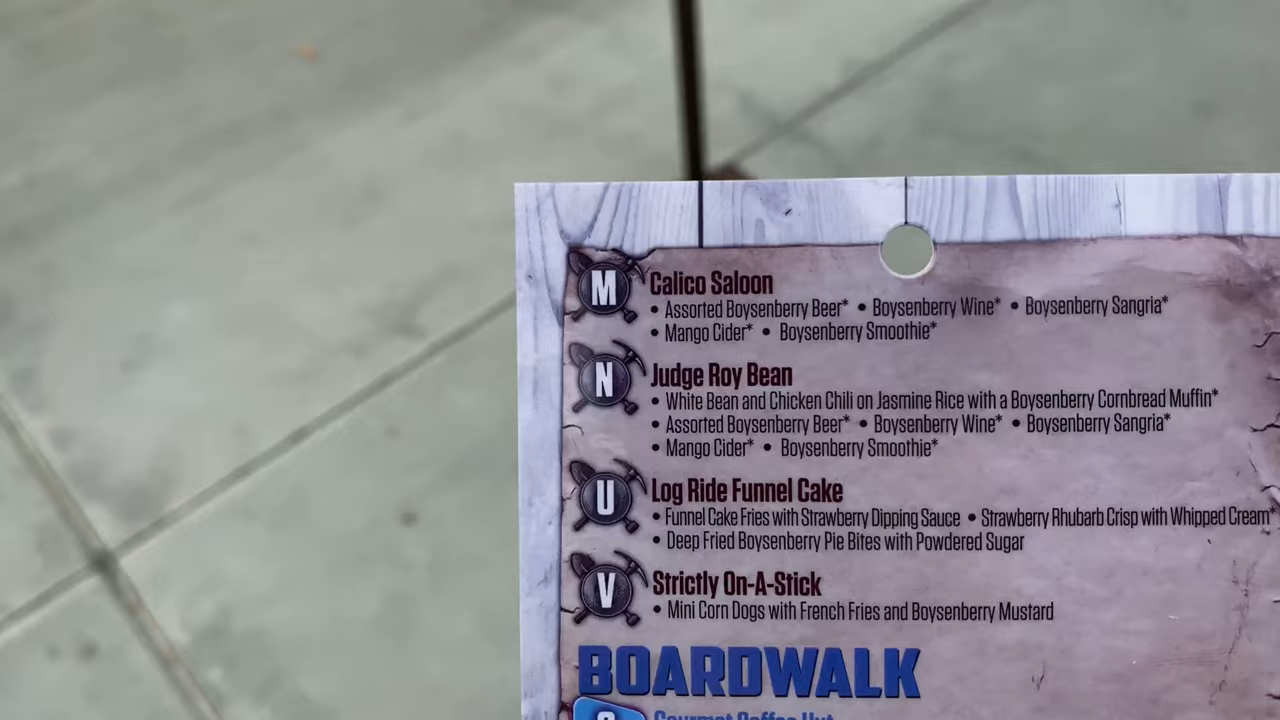 M Calico Saloon
• Assorted Boysenberry Beer* • Boysenberry Wine* • Boysenberry Sangria*
• Mango Cider* • Boysenberry Smoothie*
N Judge Roy Bean
• White Bean and Chicken Chili on Jasmine Rice with a Boysenberry Cornbread Muffin*
• Assorted Boysenberry Beer* • Boysenberry Wine* • Boysenberry Sangria*
• Mango Cider* • Boysenberry Smoothie*
U Log Ride Funnel Cake
• Funnel Cake Fries with Strawberry Dipping Sauce • Strawberry Rhubarb Crisp with Whipped Cream*
• Deep Fried Boysenberry Pie Bites with Powdered Sugar
V Strictly On-A-Stick
• Mini Corn Dogs with French Fries and Boysenberry Mustard
BOARDWALK